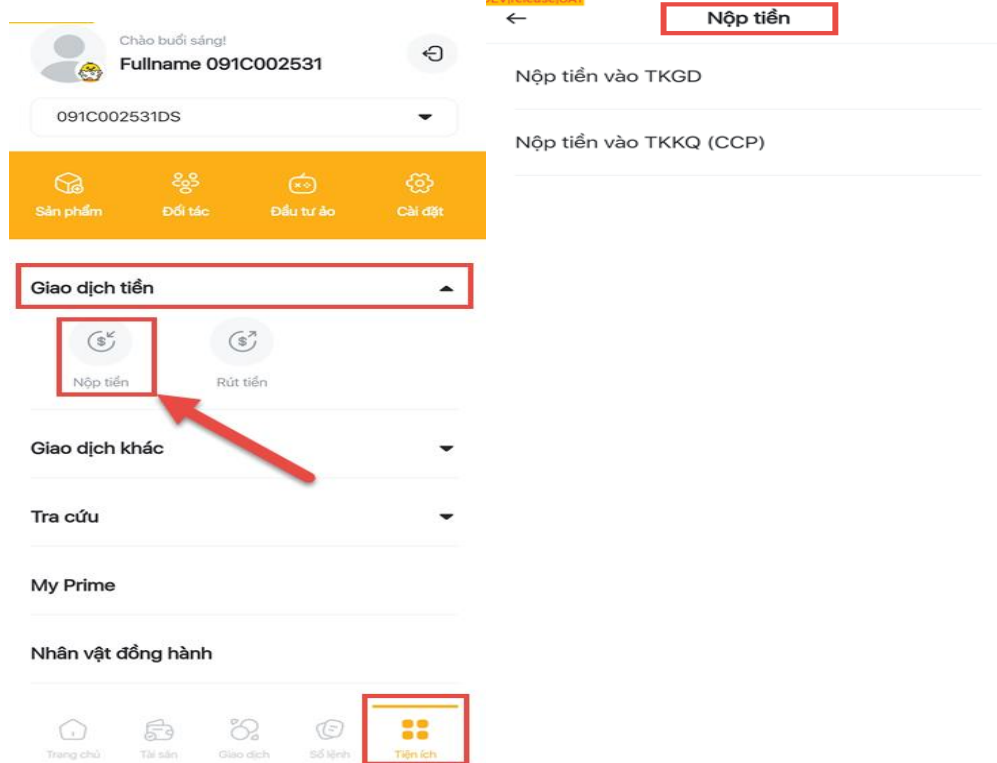 Chào buổi sáng!
Fullname 091C002531
091C002531DS
Sản phẩm
Đối tác
Đầu tư ảo
Cài đặt
Giao dịch tiền
Nộp tiền
Rút tiền
Giao dịch khác
Tra cứu
My Prime
Nhân vật đồng hành
Trang chủ
Tài sản
Giao dịch
Sổ lệnh
Tiện ích
Nộp tiền
Nộp tiền vào TKGD
Nộp tiền vào TKKQ (CCP)